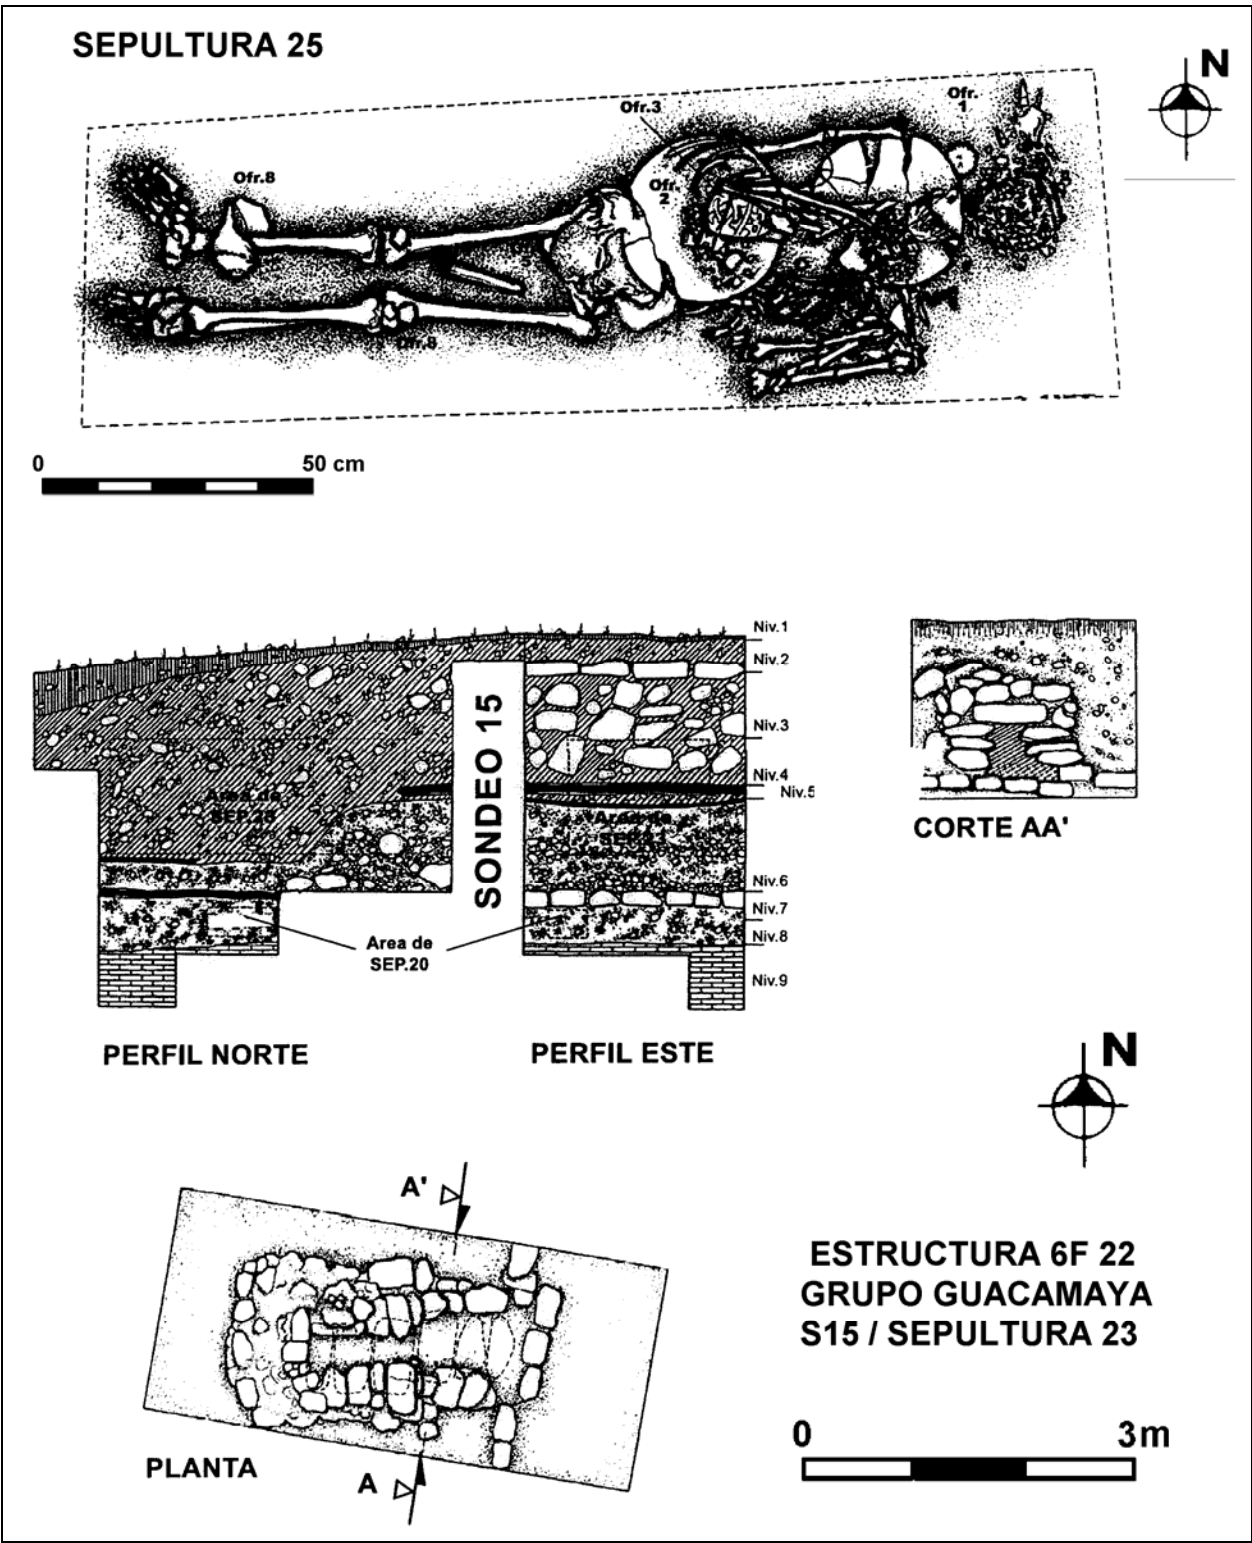 SEPULTURA 25
N
Ofr.
1
Ofr.3
Ofr.8
Ofr.
2
Ofr.8
0 50 cm
Niv.1
Niv.2
Niv.3
Niv.4
Niv.5
Niv.6
Niv.7
Niv.8
Niv.9
SONDEO 15
Area de
Area de
Area de
SEP.20
CORTE AA'
PERFIL NORTE
PERFIL ESTE
N
A'
A
PLANTA
ESTRUCTURA 6F 22
GRUPO GUACAMAYA
S15 / SEPULTURA 23
0 3m